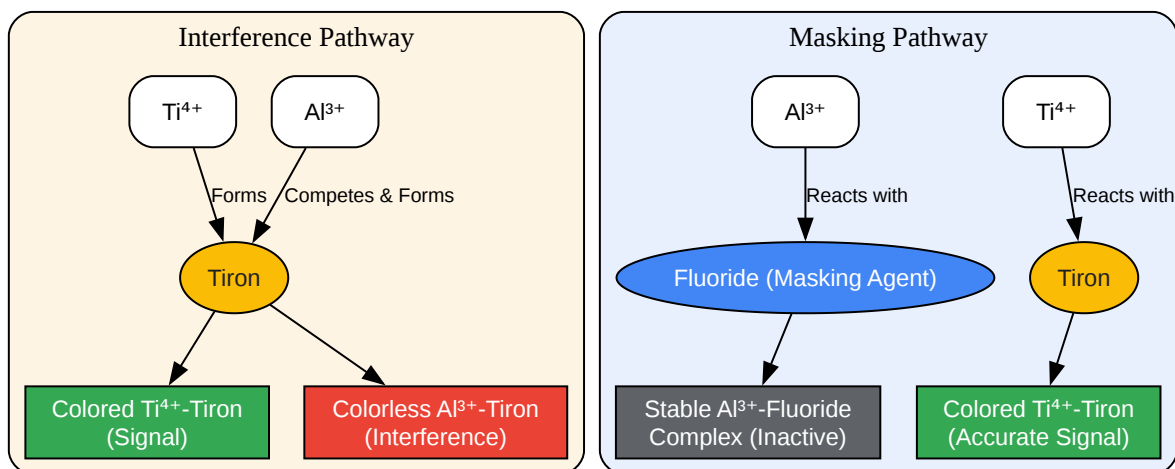 Interference Pathway
Ti⁴⁺
Al³⁺
Forms
Competes & Forms
Tiron
Colored Ti⁴⁺-Tiron
(Signal)
Colorless Al³⁺-Tiron
(Interference)
Masking Pathway
Al³⁺
Ti⁴⁺
Reacts with
Reacts with
Fluoride (Masking Agent)
Tiron
Stable Al³⁺-Fluoride
Complex (Inactive)
Colored Ti⁴⁺-Tiron
(Accurate Signal)